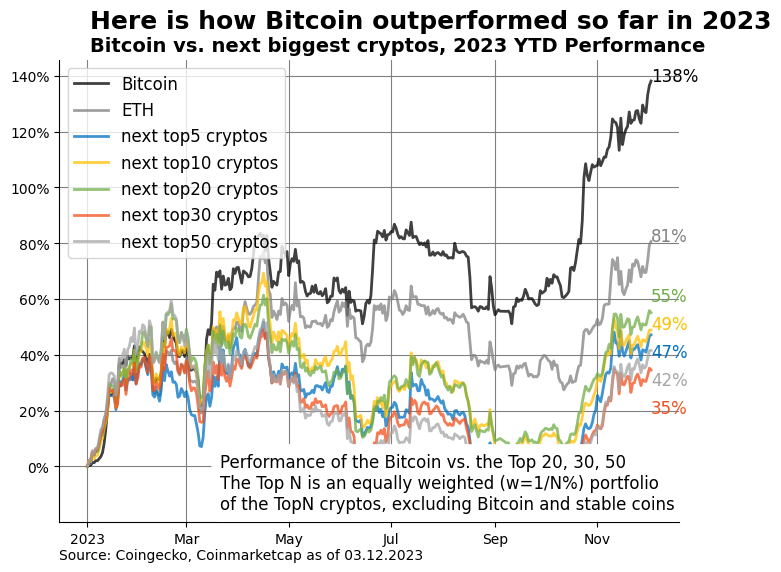 Here is how Bitcoin outperformed so far in 2023
Bitcoin vs. next biggest cryptos, 2023 YTD Performance
140%
120%
100%
80%
60%
40%
20%
0%
Bitcoin
ETH
next top5 cryptos
next top10 cryptos
next top20 cryptos
next top30 cryptos
next top50 cryptos
138%
81%
55%
49%
47%
42%
35%
Performance of the Bitcoin vs. the Top 20, 30, 50
The Top N is an equally weighted (w=1/N%) portfolio
of the TopN cryptos, excluding Bitcoin and stable coins
2023 Mar May Jul Sep Nov
Source: Coingecko, Coinmarketcap as of 03.12.2023